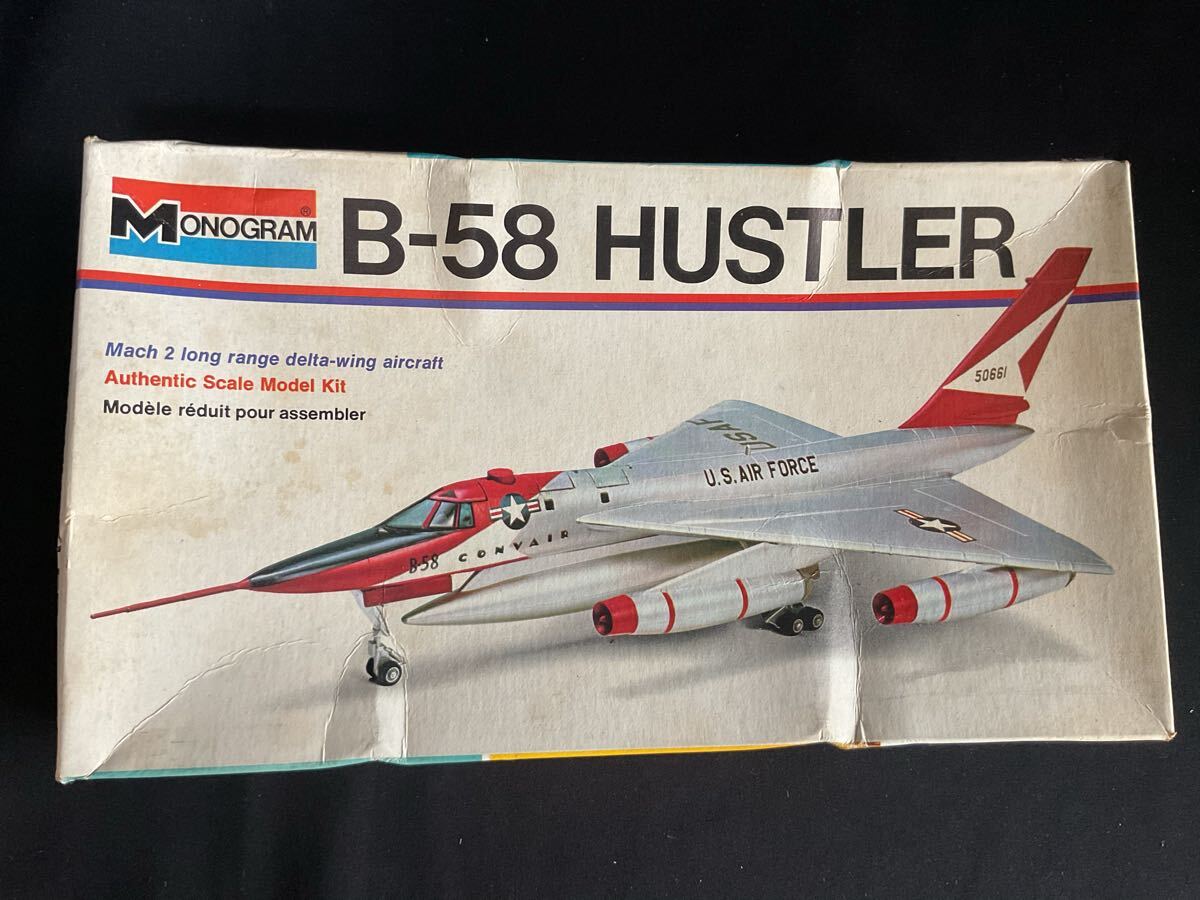 MONOGRAM®
B-58 HUSTLER
Mach 2 long range delta-wing aircraft
Authentic Scale Model Kit
Modèle réduit pour assembler
50661
USAF
U.S. AIR FORCE
B-58 CONVAIR